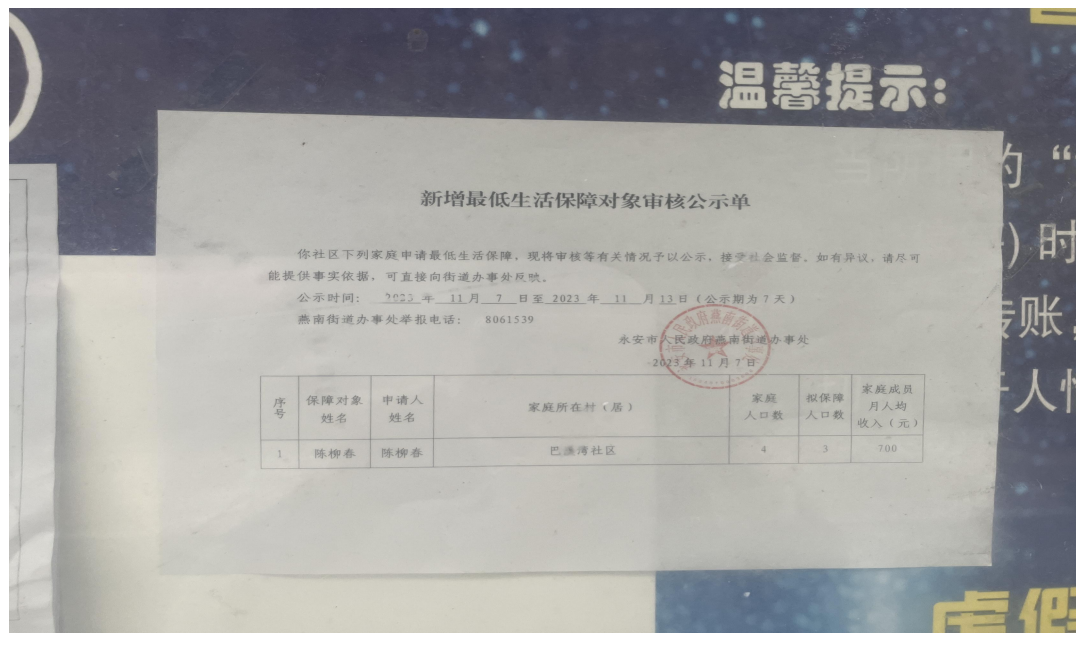 温馨提示:
的“
新增最低生活保障对象审核公示单
)时
你社区下列家庭申请最低生活保障，现将审核等有关情况予以公示，接受社会监督。如有异议，请尽可
能提供事实依据，可直接向街道办事处反映。
公示时间： 2023 年 11 月 7 日至 2023 年 11 月 13 日（公示期为 7 天）
燕南街道办事处举报电话： 8061539
转账,
永安市人民政府燕南街道办事处
2023 年 11 月 7 日
序号 保障对象姓名 申请人姓名 家庭所在村（居） 家庭人口数 拟保障人口数 家庭成员月人均收入（元）
人
1 陈柳春 陈柳春 巴溪湾社区 4 3 700
虚假